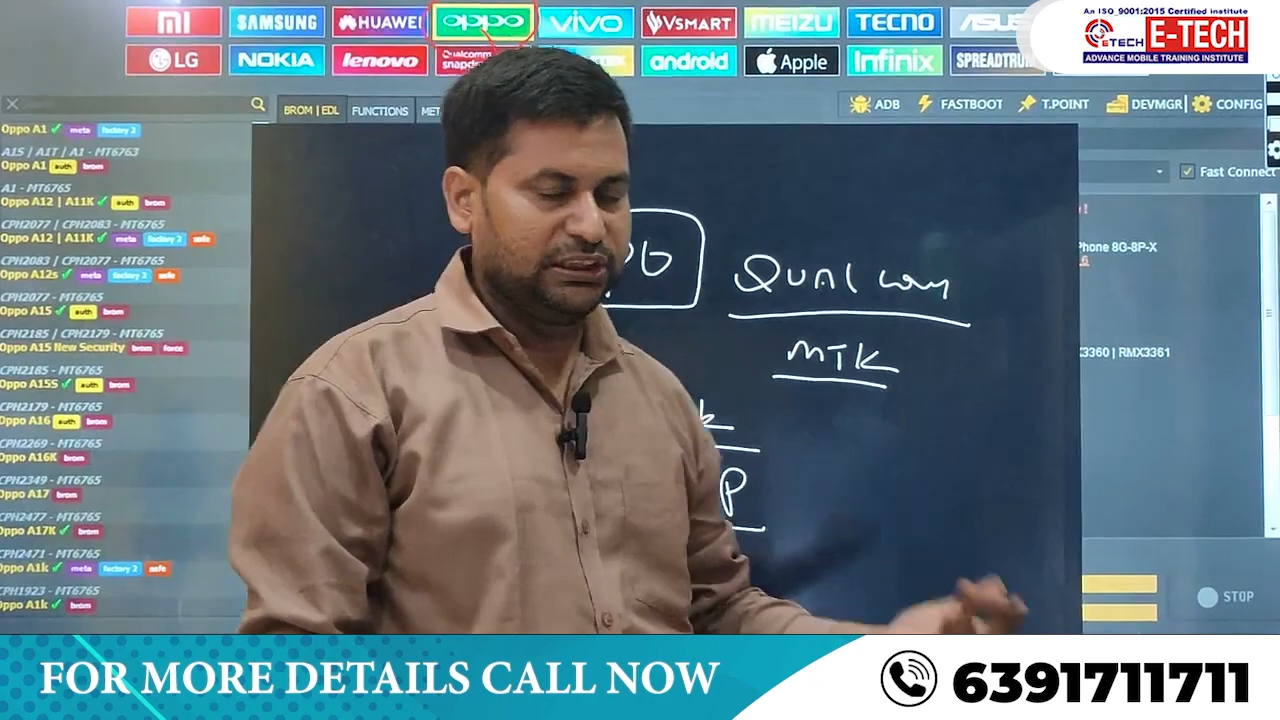 An ISO 9001:2015 Certified institute
ETECH E-TECH
ADVANCE MOBILE TRAINING INSTITUTE
MI SAMSUNG HUAWEI oppo vivo VSMART MEIZU TECNO ASUS
LG NOKIA lenovo Qualcomm snapdragon android Apple Infinix SPREADTRUM
BROM | EDL FUNCTIONS MET
ADB FASTBOOT T.POINT DEVMGR CONFIG
Fast Connect
Oppo A1 ✓ meta factory 2
A1S / A1T / A1 - MT6763
Oppo A1 auth brom
A1 - MT6765
Oppo A12 | A11K ✓ auth brom
CPH2077 / CPH2083 - MT6765
Oppo A12 | A11K ✓ meta factory 2 safe
CPH2083 / CPH2077 - MT6765
Oppo A12s ✓ meta factory 2 safe
CPH2077 - MT6765
Oppo A15 ✓ auth brom
CPH2185 / CPH2179 - MT6765
Oppo A15 New Security brom force
CPH2185 - MT6765
Oppo A15S ✓ auth brom
CPH2179 - MT6765
Oppo A16 auth brom
CPH2269 - MT6765
Oppo A16K brom
CPH2349 - MT6765
Oppo A17 brom
CPH2477 - MT6765
Oppo A17K ✓ brom
CPH2471 - MT6765
Oppo A1k ✓ meta factory 2 safe
CPH1923 - MT6765
Oppo A1k ✓ brom
MTK
P
Phone 8G-8P-X
X3360 | RMX3361
STOP
FOR MORE DETAILS CALL NOW
6391711711